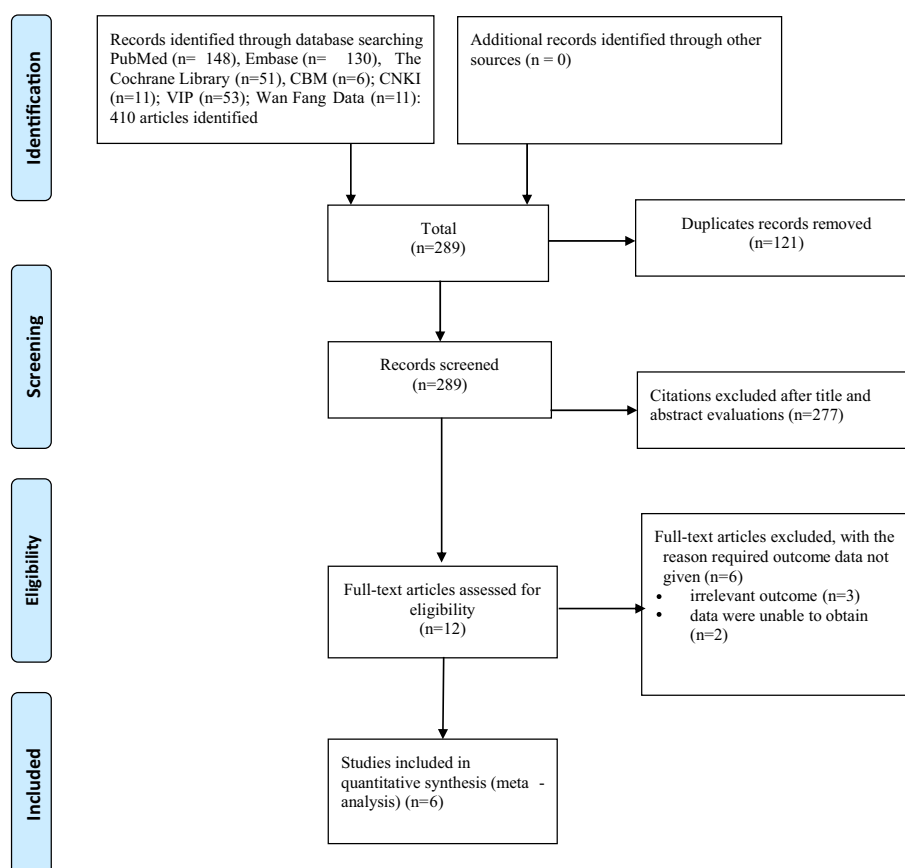 Identification
Records identified through database searching
PubMed (n= 148), Embase (n= 130), The
Cochrane Library (n=51), CBM (n=6); CNKI
(n=11); VIP (n=53); Wan Fang Data (n=11):
410 articles identified
Additional records identified through other
sources (n = 0)
Total
(n=289)
Duplicates records removed
(n=121)
Screening
Records screened
(n=289)
Citations excluded after title and
abstract evaluations (n=277)
Eligibility
Full-text articles assessed for
eligibility
(n=12)
Full-text articles excluded, with the
reason required outcome data not
given (n=6)
• irrelevant outcome (n=3)
• data were unable to obtain
(n=2)
Included
Studies included in
quantitative synthesis (meta -
analysis) (n=6)